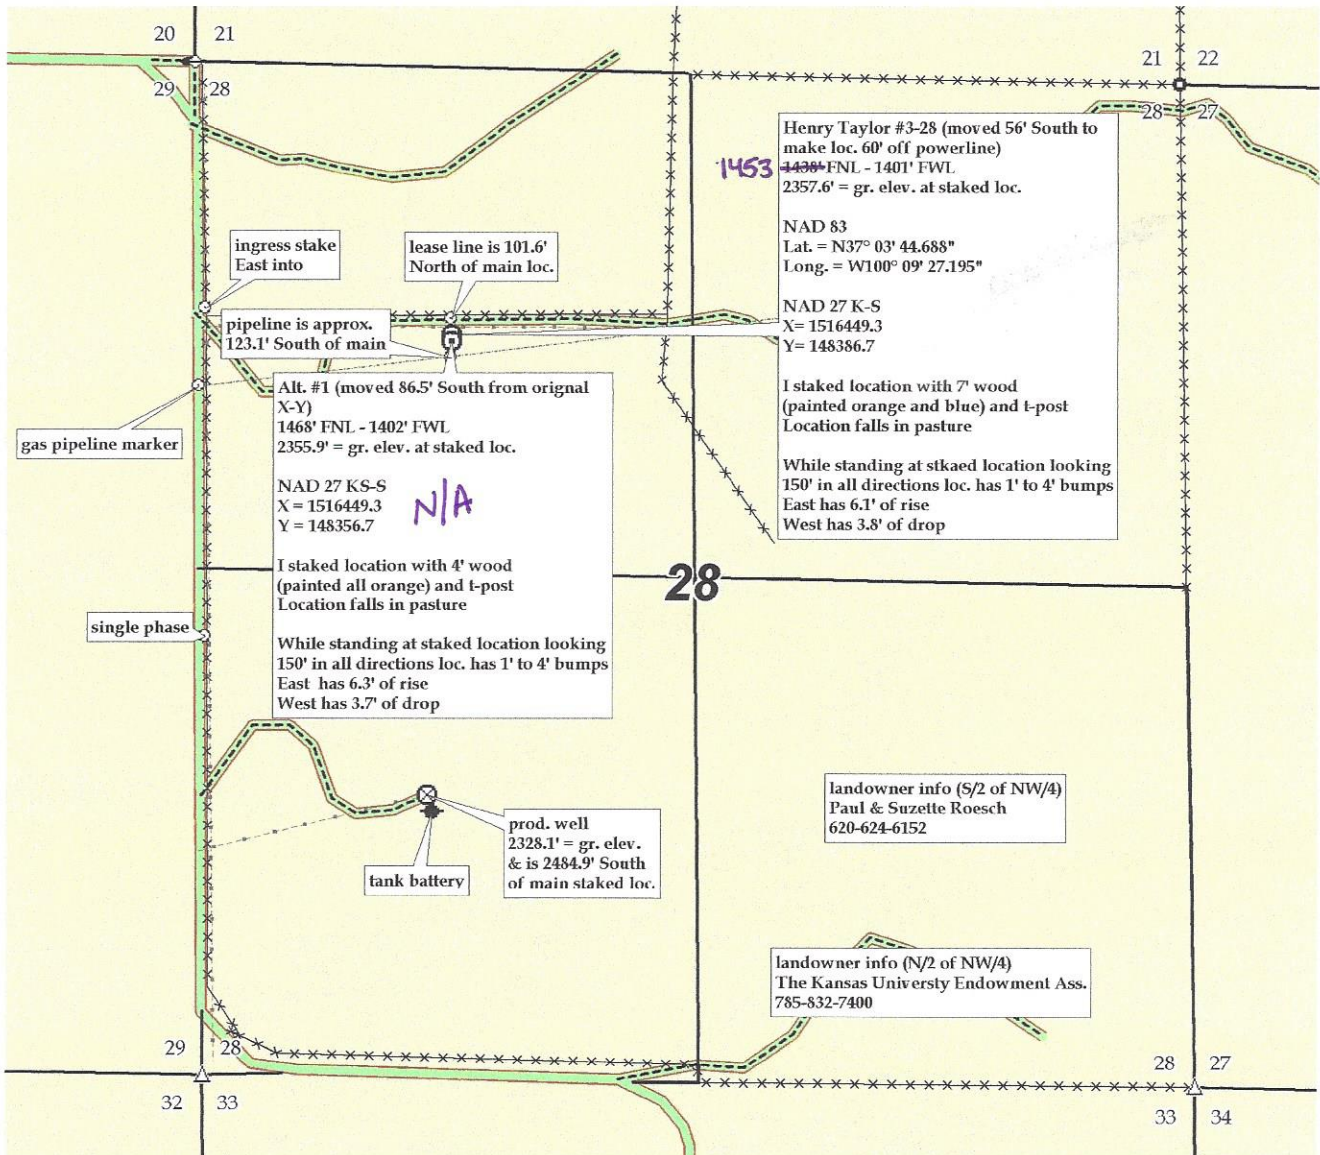 20 21
21 22
29 28
28 27
Henry Taylor #3-28 (moved 56' South to
make loc. 60' off powerline)
1453 1438' FNL - 1401' FWL
2357.6' = gr. elev. at staked loc.
NAD 83
Lat. = N37° 03' 44.688"
Long. = W100° 09' 27.195"
NAD 27 K-S
X= 1516449.3
Y= 148386.7
I staked location with 7' wood
(painted orange and blue) and t-post
Location falls in pasture
While standing at stkaed location looking
150' in all directions loc. has 1' to 4' bumps
East has 6.1' of rise
West has 3.8' of drop
ingress stake
East into
lease line is 101.6'
North of main loc.
pipeline is approx.
123.1' South of main
gas pipeline marker
Alt. #1 (moved 86.5' South from orignal
X-Y)
1468' FNL - 1402' FWL
2355.9' = gr. elev. at staked loc.
NAD 27 KS-S
X = 1516449.3
Y = 148356.7
N/A
I staked location with 4' wood
(painted all orange) and t-post
Location falls in pasture
While standing at staked location looking
150' in all directions loc. has 1' to 4' bumps
East has 6.3' of rise
West has 3.7' of drop
28
single phase
prod. well
2328.1' = gr. elev.
& is 2484.9' South
of main staked loc.
tank battery
landowner info (S/2 of NW/4)
Paul & Suzette Roesch
620-624-6152
landowner info (N/2 of NW/4)
The Kansas Universty Endowment Ass.
785-832-7400
29 28
28 27
32 33
33 34